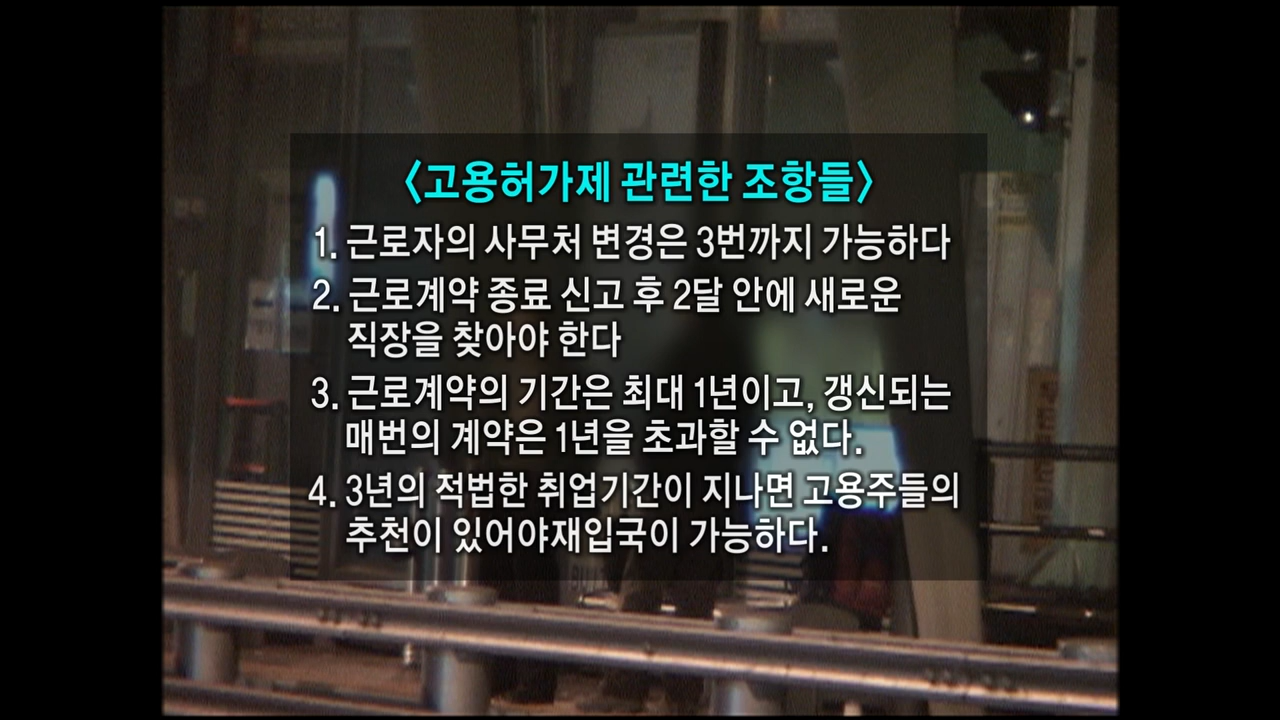 <고용허가제 관련한 조항들>
1. 근로자의 사무처 변경은 3번까지 가능하다
2. 근로계약 종료 신고 후 2달 안에 새로운
직장을 찾아야 한다
3. 근로계약의 기간은 최대 1년이고, 갱신되는
매번의 계약은 1년을 초과할 수 없다.
4. 3년의 적법한 취업기간이 지나면 고용주들의
추천이 있어야재입국이 가능하다.